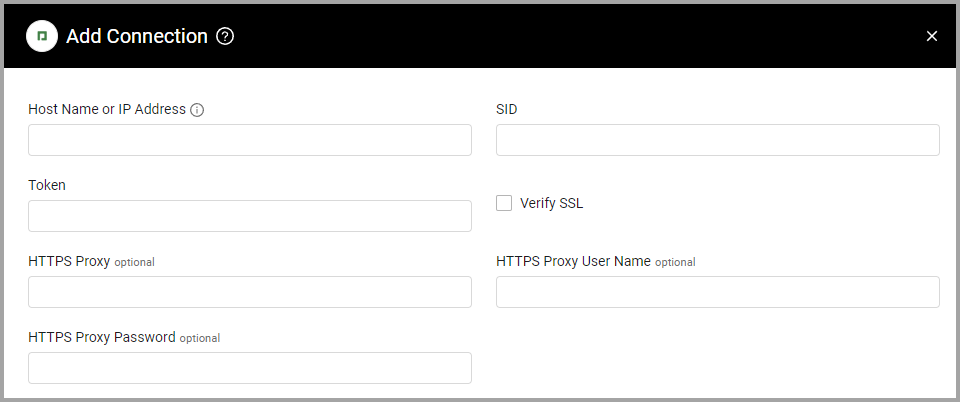 Add Connection
Host Name or IP Address
SID
Token
Verify SSL
HTTPS Proxy optional
HTTPS Proxy User Name optional
HTTPS Proxy Password optional